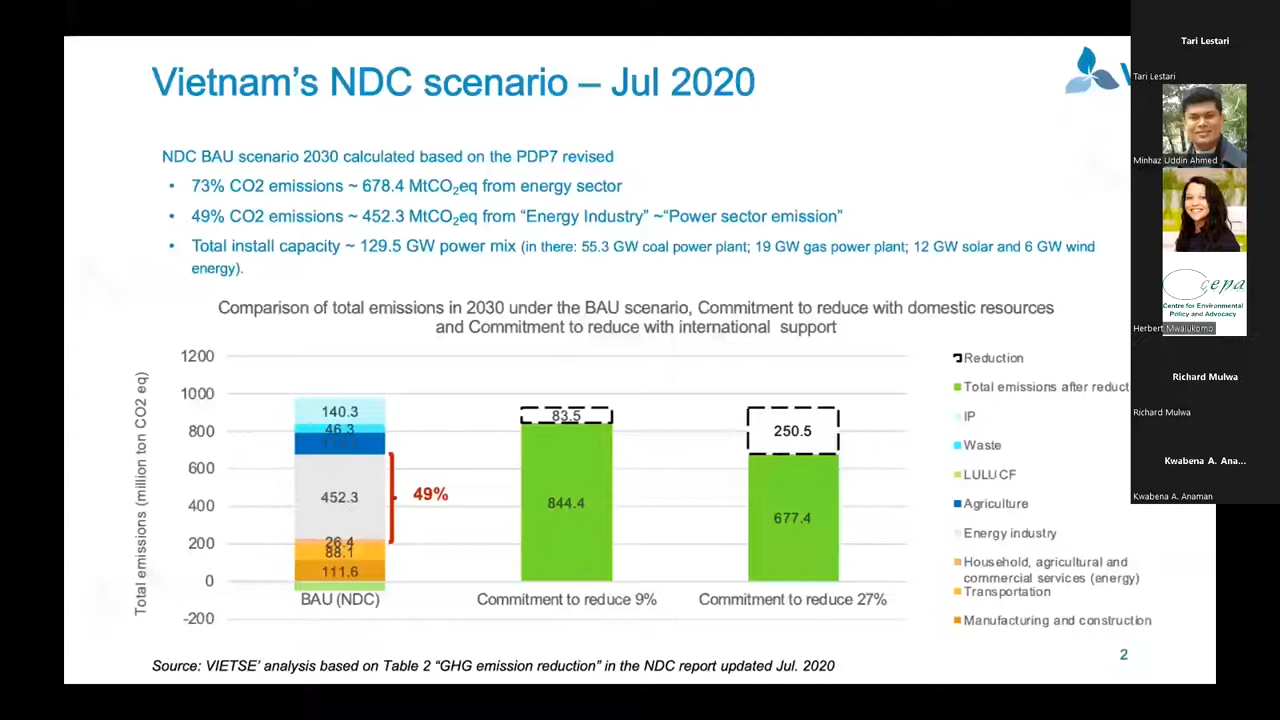 Vietnam's NDC scenario – Jul 2020
NDC BAU scenario 2030 calculated based on the PDP7 revised
• 73% CO2 emissions ~ 678.4 MtCO₂eq from energy sector
• 49% CO2 emissions ~ 452.3 MtCO₂eq from “Energy Industry” ~“Power sector emission”
• Total install capacity ~ 129.5 GW power mix (in there: 55.3 GW coal power plant; 19 GW gas power plant; 12 GW solar and 6 GW wind
energy).
Comparison of total emissions in 2030 under the BAU scenario, Commitment to reduce with domestic resources
and Commitment to reduce with international support
Total emissions (million ton CO2 eq)
1200
1000
800
600
400
200
0
-200
140.3
46.3
452.3
26.4
88.1
111.6
49%
83.5
844.4
250.5
677.4
BAU (NDC)
Commitment to reduce 9%
Commitment to reduce 27%
Reduction
Total emissions after reduct
IP
Waste
LULUCF
Agriculture
Energy industry
Household, agricultural and
commercial services (energy)
Transportation
Manufacturing and construction
Source: VIETSE' analysis based on Table 2 “GHG emission reduction” in the NDC report updated Jul. 2020
2
Tari Lestari
Tari Lestari
Minhaz Uddin Ahmed
cepa
Centre for Environmental
Policy and Advocacy
Herbert Mwalukomo
Richard Mulwa
Richard Mulwa
Kwabena A. Ana...
Kwabena A. Anaman